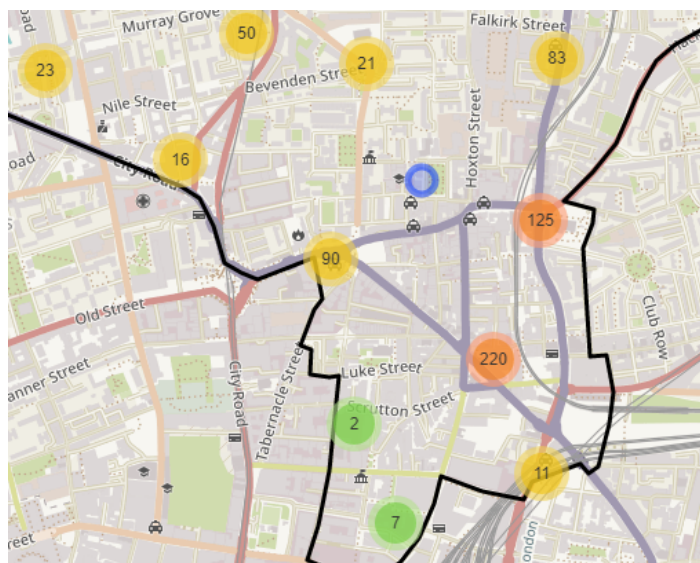 Murray Grove
50
Falkirk Street
23
21
83
Bevenden Street
Nile Street
Hoxton Street
16
City Road
125
90
Old Street
Club Row
220
City Road
Tabernacle Street
Luke Street
Scrutton Street
2
11
7